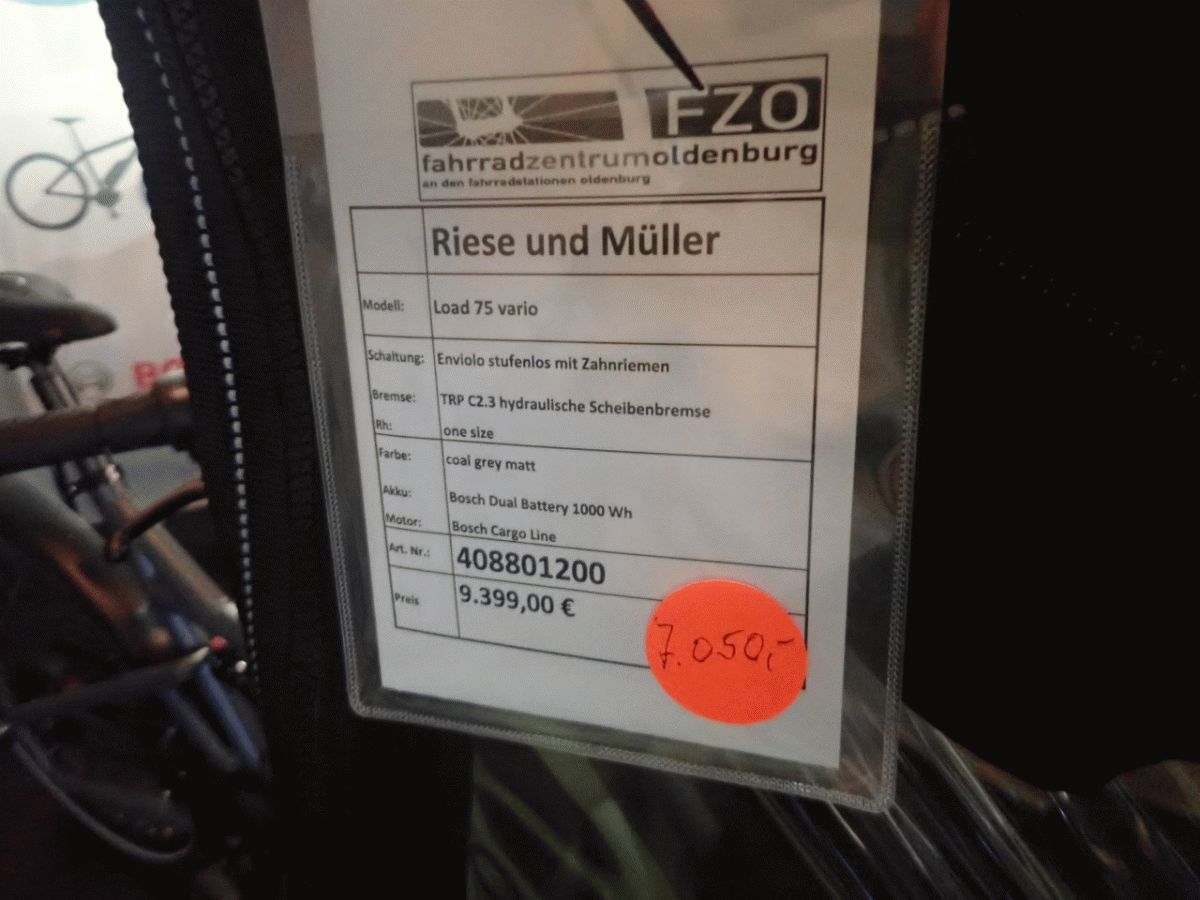 FZO
fahrradzentrumoldenburg
an den fahrradstationen oldenburg
Riese und Müller
Modell: Load 75 vario
Schaltung: Enviolo stufenlos mit Zahnriemen
Bremse: TRP C2.3 hydraulische Scheibenbremse
Rh: one size
Farbe: coal grey matt
Akku: Bosch Dual Battery 1000 Wh
Motor: Bosch Cargo Line
Art. Nr.: 408801200
Preis 9.399,00 €
7.050,-